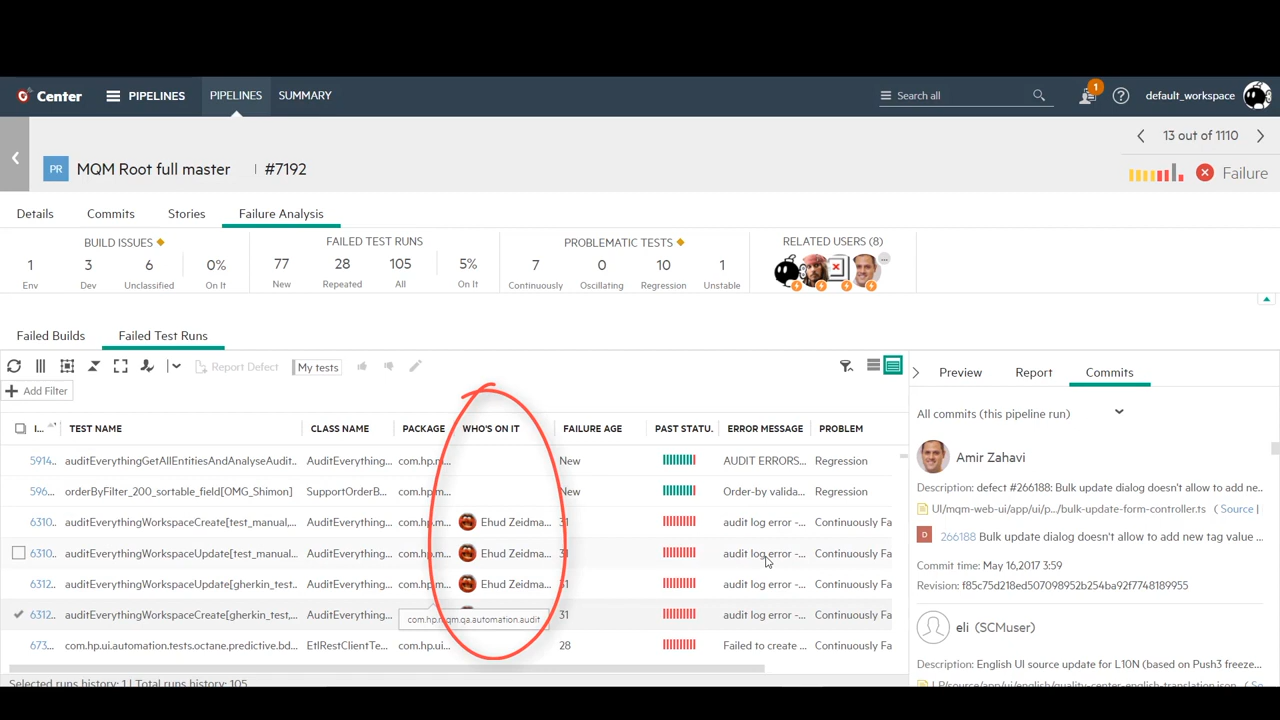 Center PIPELINES PIPELINES SUMMARY Search all 1 ? default_workspace
13 out of 1110
PR MQM Root full master #7192 Failure
Details Commits Stories Failure Analysis
BUILD ISSUES FAILED TEST RUNS PROBLEMATIC TESTS RELATED USERS (8)
1 3 6 0% 77 28 105 5% 7 0 10 1
Env Dev Unclassified On It New Repeated All On It Continuously Oscillating Regression Unstable
Failed Builds Failed Test Runs
Report Defect My tests
Add Filter
Preview Report Commits
All commits (this pipeline run)
I... TEST NAME CLASS NAME PACKAGE WHO'S ON IT FAILURE AGE PAST STATU. ERROR MESSAGE PROBLEM
5914.. auditEverythingGetAllEntitiesAndAnalyseAudit... AuditEverything... com.hp.m... New AUDIT ERRORS... Regression
596... orderByFilter_200_sortable_field[OMG_Shimon] SupportOrderB... com.hp.m... New Order-by valida... Regression
6310.. auditEverythingWorkspaceCreate[test_manual,... AuditEverything... com.hp.m... Ehud Zeidma... 31 audit log error -... Continuously Fa
6310.. auditEverythingWorkspaceUpdate[test_manual... AuditEverything... com.hp.m... Ehud Zeidma... 31 audit log error -... Continuously Fa
6312.. auditEverythingWorkspaceUpdate[gherkin_test,... AuditEverything... com.hp.m... Ehud Zeidma... 31 audit log error -... Continuously Fa
6312.. auditEverythingWorkspaceCreate[gherkin_test,... AuditEverything... 31 audit log error -... Continuously Fa
com.hp.mqm.qa.automation.audit
673... com.hp.ui.automation.tests.octane.predictive.bd... EtlRestClientTe... com.hp.ui... 28 Failed to create ... Continuously Fa
Selected runs history: 1 | Total runs history: 105
Amir Zahavi
Description: defect #266188: Bulk update dialog doesn't allow to add ne...
UI/mqm-web-ui/app/ui/p.../bulk-update-form-controller.ts ( Source |
D 266188 Bulk update dialog doesn't allow to add new tag value ...
Commit time: May 16,2017 3:59
Revision: f85c75d218ed507098952b254ba92f7748189955
eli (SCMuser)
Description: English UI source update for L10N (based on Push3 freeze...
LP/source/app/ui/english/quality-center-english-translation.json ( So